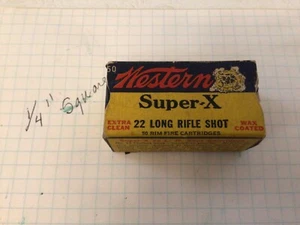 1/4" Square
50
Western
Super-X
EXTRA CLEAN
22 LONG RIFLE SHOT
WAX COATED
50 RIM FIRE CARTRIDGES